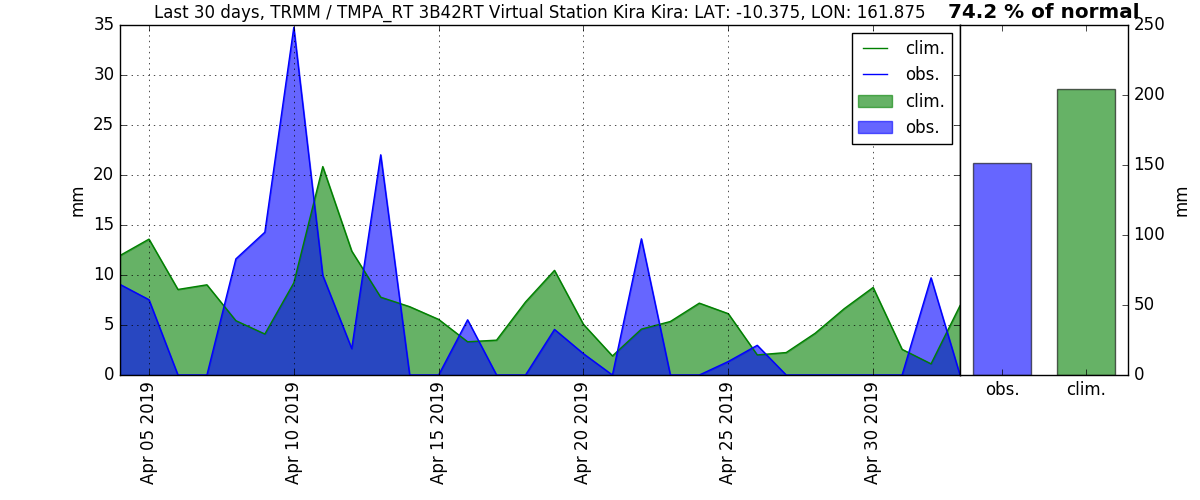 Last 30 days, TRMM / TMPA_RT 3B42RT Virtual Station Kira Kira: LAT: -10.375, LON: 161.875
74.2 % of normal
35
30
25
20
15
10
5
0
mm
clim.
obs.
clim.
obs.
250
200
150
100
50
0
mm
Apr 05 2019
Apr 10 2019
Apr 15 2019
Apr 20 2019
Apr 25 2019
Apr 30 2019
obs.
clim.